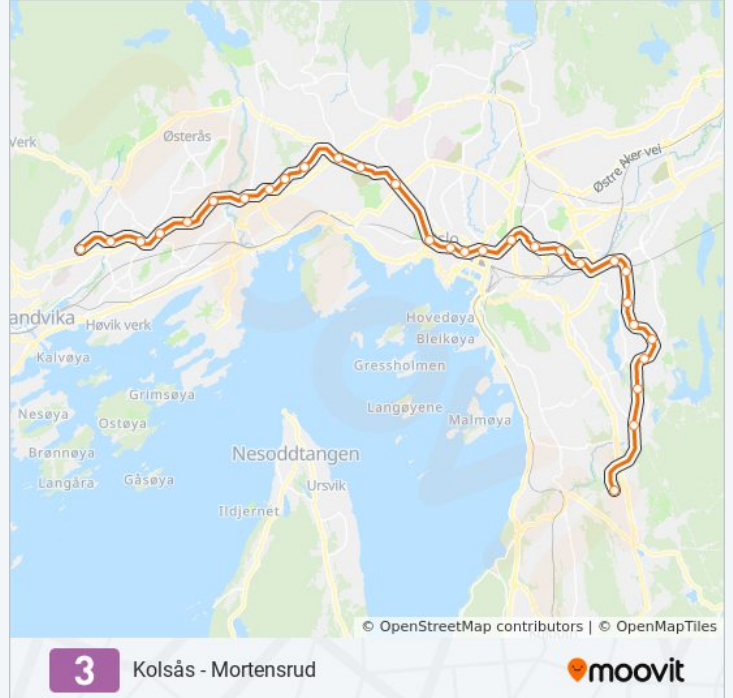 Østre Aker vei
Verk
Østerås
slo
andvika
Høvik verk
Hovedøya
Bleikøya
Kalvøya
Gressholmen
Grimsøya
Langøyene
Nesøya
Ostøya
Malmøya
Brønnøya
Nesoddtangen
Langåra
Gåsøya
Ursvik
Ildjernet
© OpenStreetMap contributors | © OpenMapTiles
3 Kolsås - Mortensrud moovit